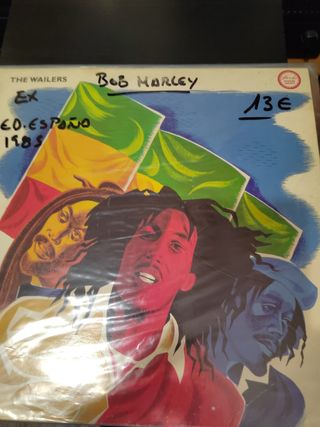 THE WAILERS
BOB MARLEY
EX
13€
ED. ESPAÑO
1985